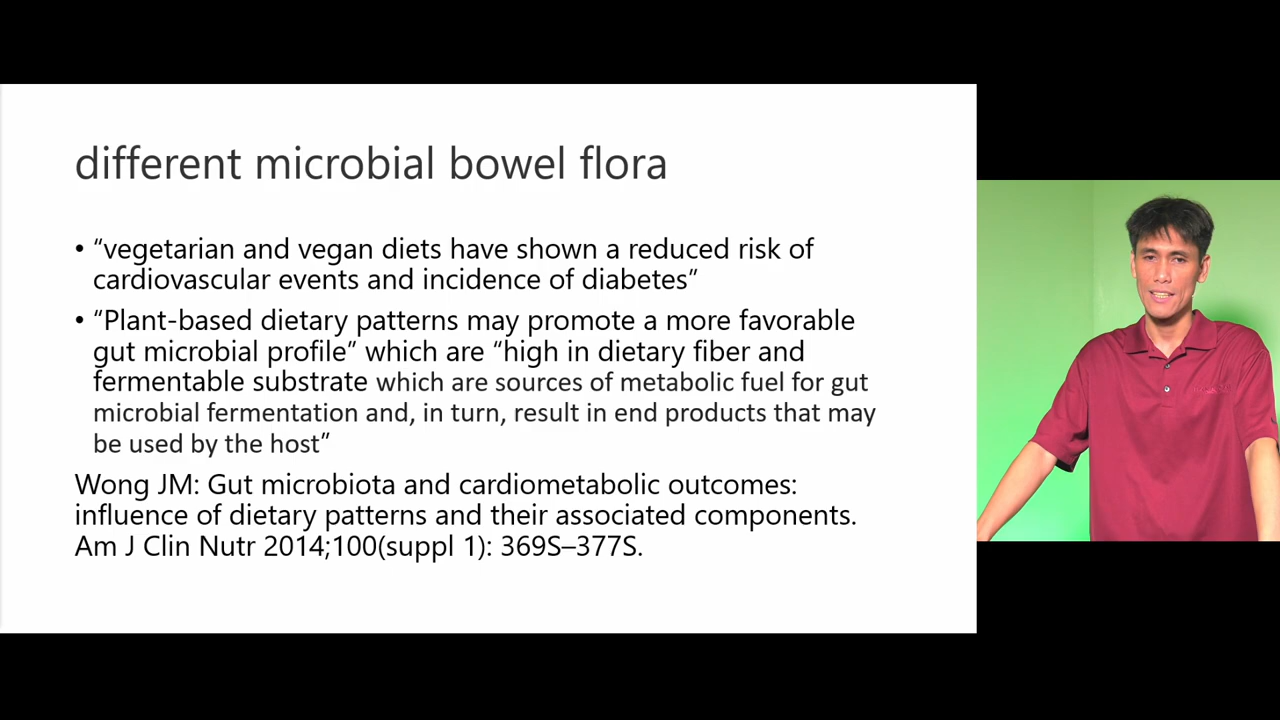 different microbial bowel flora
• “vegetarian and vegan diets have shown a reduced risk of
cardiovascular events and incidence of diabetes”
• “Plant-based dietary patterns may promote a more favorable
gut microbial profile” which are “high in dietary fiber and
fermentable substrate which are sources of metabolic fuel for gut
microbial fermentation and, in turn, result in end products that may
be used by the host”
Wong JM: Gut microbiota and cardiometabolic outcomes:
influence of dietary patterns and their associated components.
Am J Clin Nutr 2014;100(suppl 1): 369S–377S.